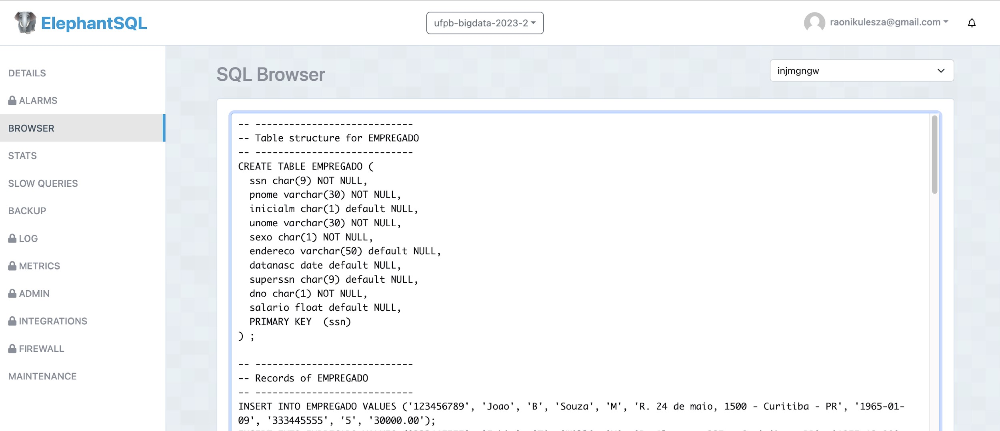 ElephantSQL
ufpb-bigdata-2023-2
raonikulesza@gmail.com
DETAILS
ALARMS
BROWSER
STATS
SLOW QUERIES
BACKUP
LOG
METRICS
ADMIN
INTEGRATIONS
FIREWALL
MAINTENANCE
SQL Browser
injmgngw
-- ----------------------------
-- Table structure for EMPREGADO
-- ----------------------------
CREATE TABLE EMPREGADO (
  ssn char(9) NOT NULL,
  pnome varchar(30) NOT NULL,
  inicialm char(1) default NULL,
  unome varchar(30) NOT NULL,
  sexo char(1) NOT NULL,
  endereco varchar(50) default NULL,
  datanasc date default NULL,
  superssn char(9) default NULL,
  dno char(1) NOT NULL,
  salario float default NULL,
  PRIMARY KEY  (ssn)
) ;
-- ----------------------------
-- Records of EMPREGADO
-- ----------------------------
INSERT INTO EMPREGADO VALUES ('123456789', 'Joao', 'B', 'Souza', 'M', 'R. 24 de maio, 1500 - Curitiba - PR', '1965-01-
09', '333445555', '5', '30000.00');